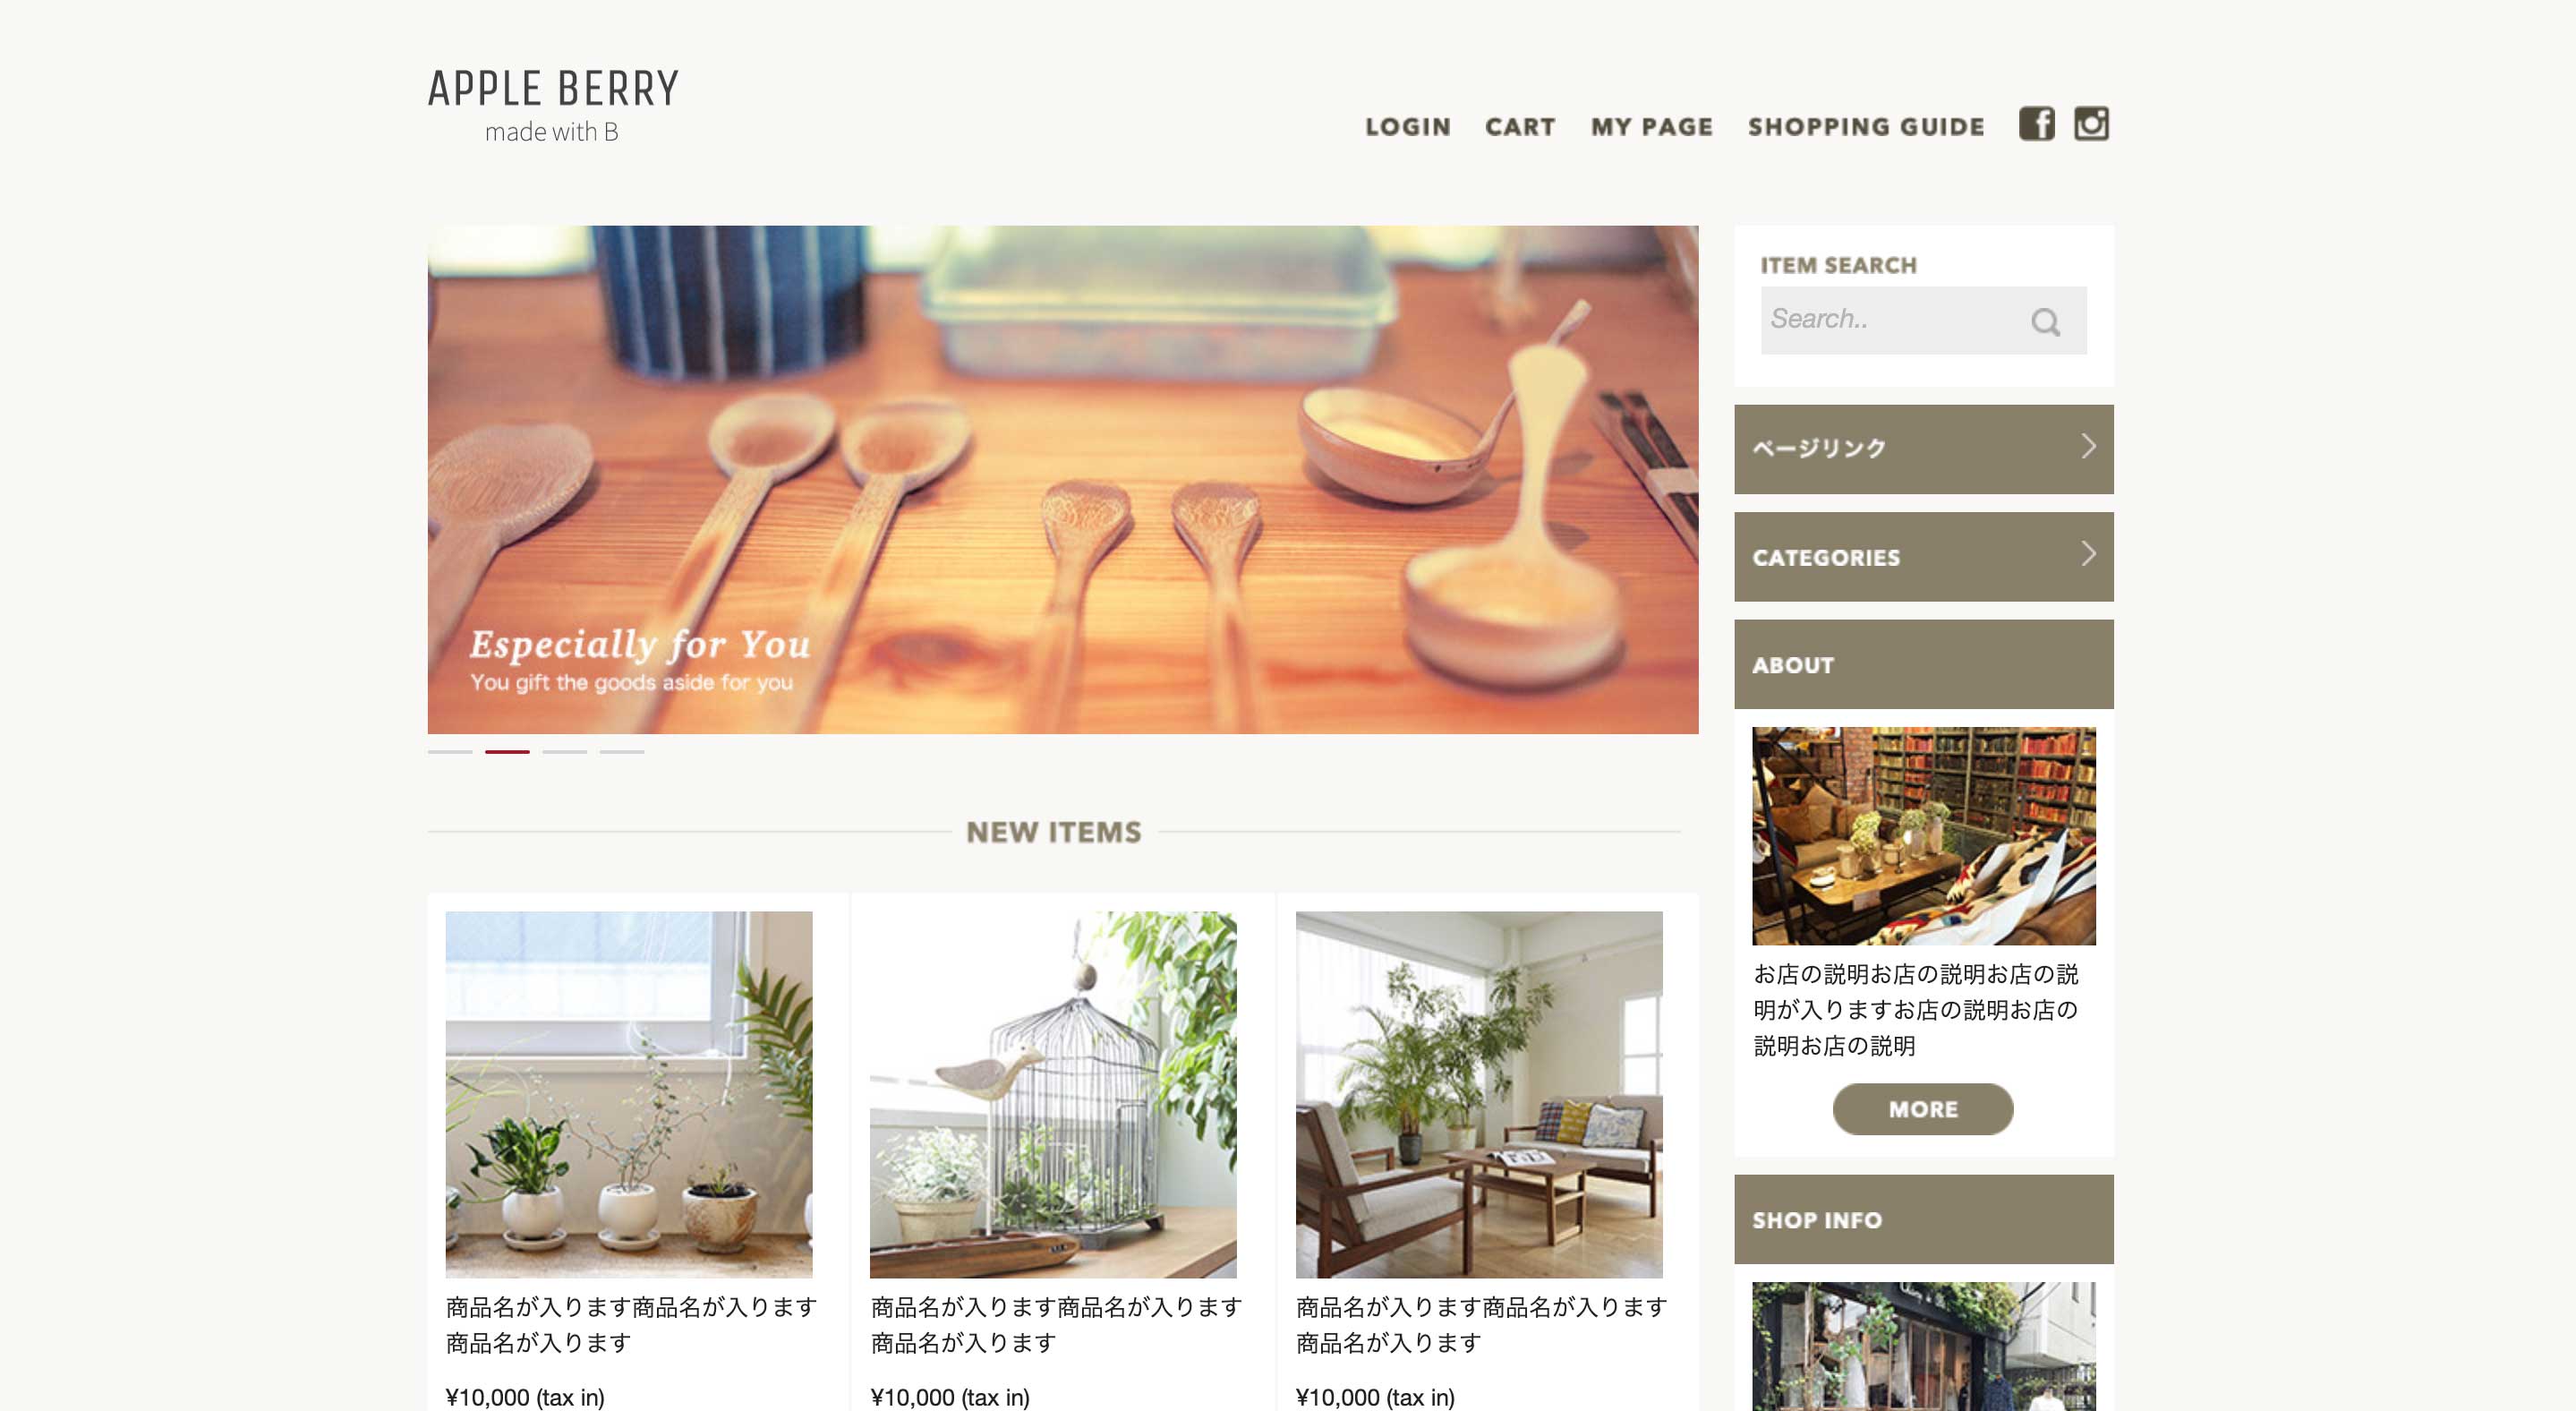 APPLE BERRY
made with B
LOGIN CART MY PAGE SHOPPING GUIDE
Especially for You
You gift the goods aside for you
NEW ITEMS
商品名が入ります商品名が入ります
商品名が入ります
¥10,000 (tax in)
商品名が入ります商品名が入ります
商品名が入ります
¥10,000 (tax in)
商品名が入ります商品名が入ります
商品名が入ります
¥10,000 (tax in)
ITEM SEARCH
Search..
ページリンク
CATEGORIES
ABOUT
お店の説明お店の説明お店の説
明が入りますお店の説明お店の
説明お店の説明
MORE
SHOP INFO